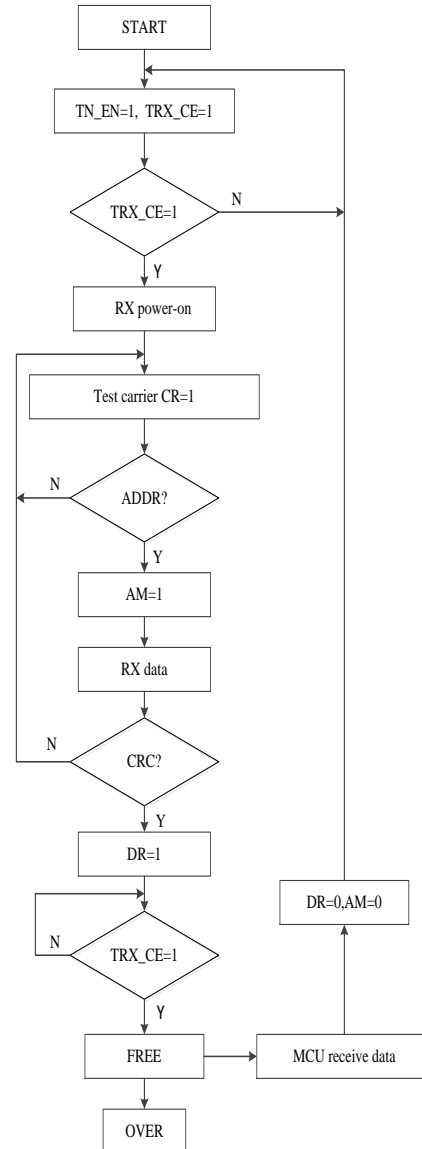 START
TN_EN=1, TRX_CE=1
TRX_CE=1
N
Y
RX power-on
Test carrier CR=1
N
ADDR?
Y
AM=1
RX data
N
CRC?
Y
DR=1
DR=0,AM=0
N
TRX_CE=1
Y
FREE
MCU receive data
OVER